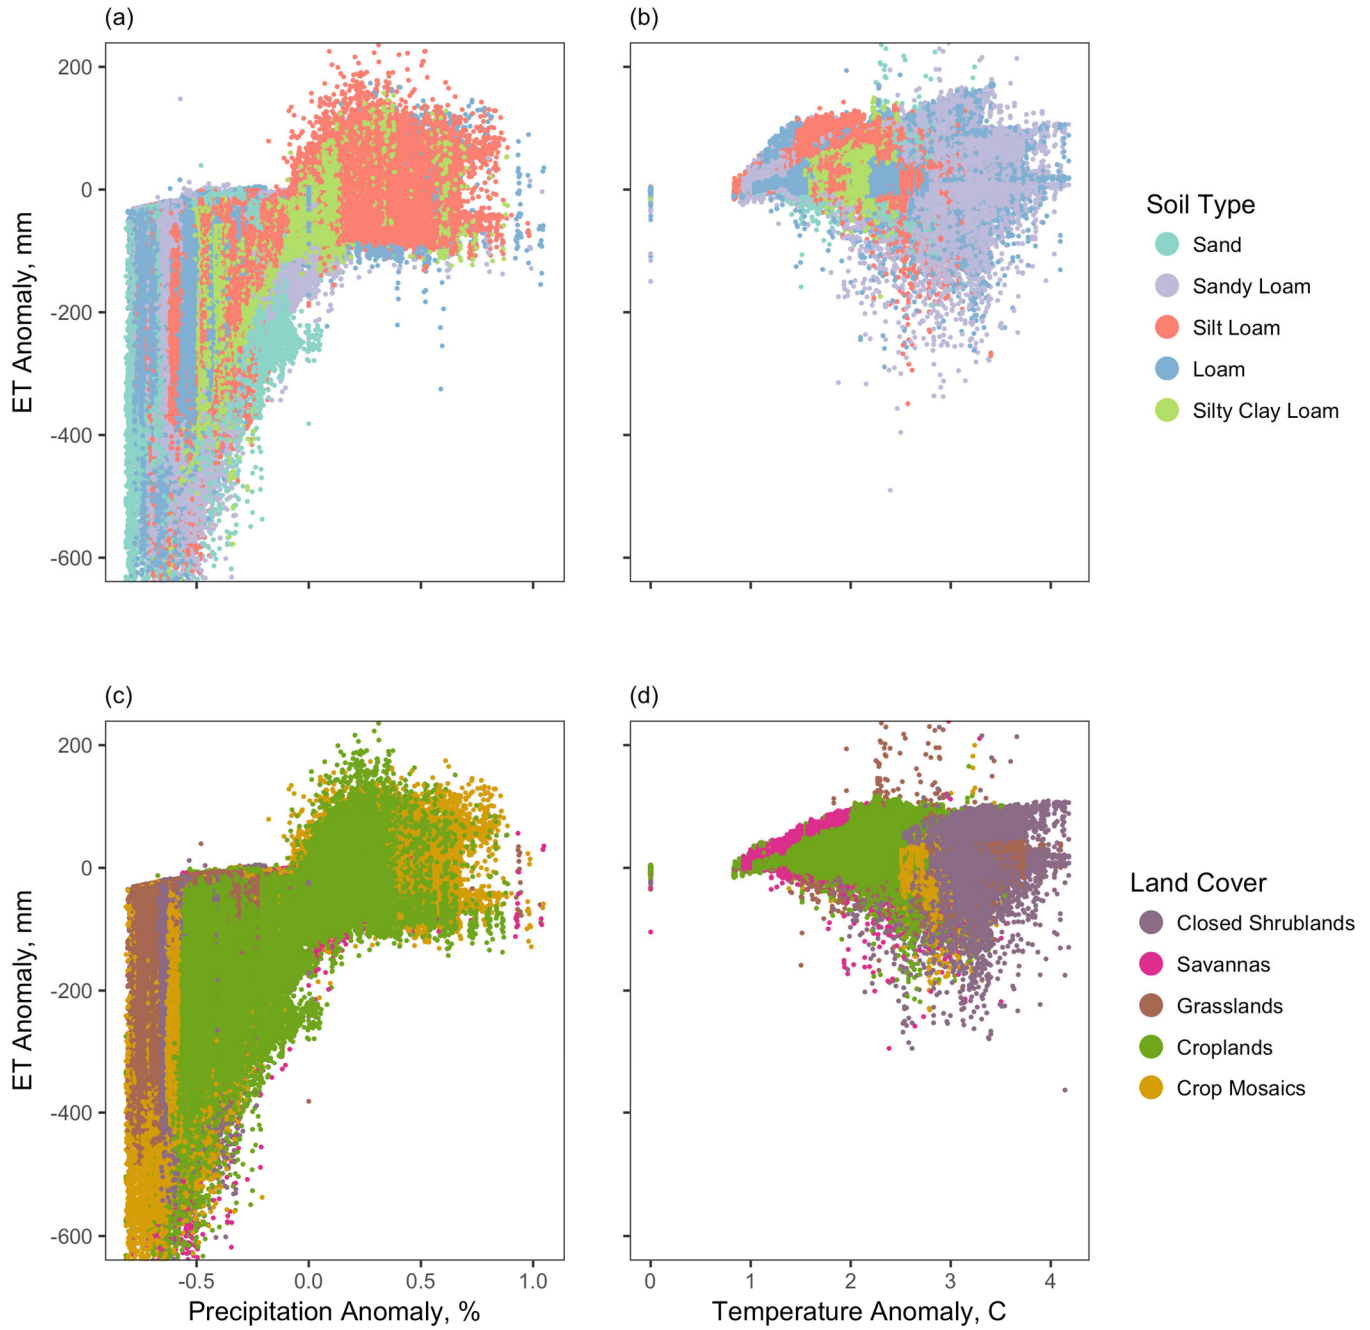 (a)
(b)
200
0
-200
-400
-600
ET Anomaly, mm
Soil Type
Sand
Sandy Loam
Silt Loam
Loam
Silty Clay Loam
(c)
(d)
200
0
-200
-400
-600
ET Anomaly, mm
Land Cover
Closed Shrublands
Savannas
Grasslands
Croplands
Crop Mosaics
-0.5 0.0 0.5 1.0
0 1 2 3 4
Precipitation Anomaly, %
Temperature Anomaly, C